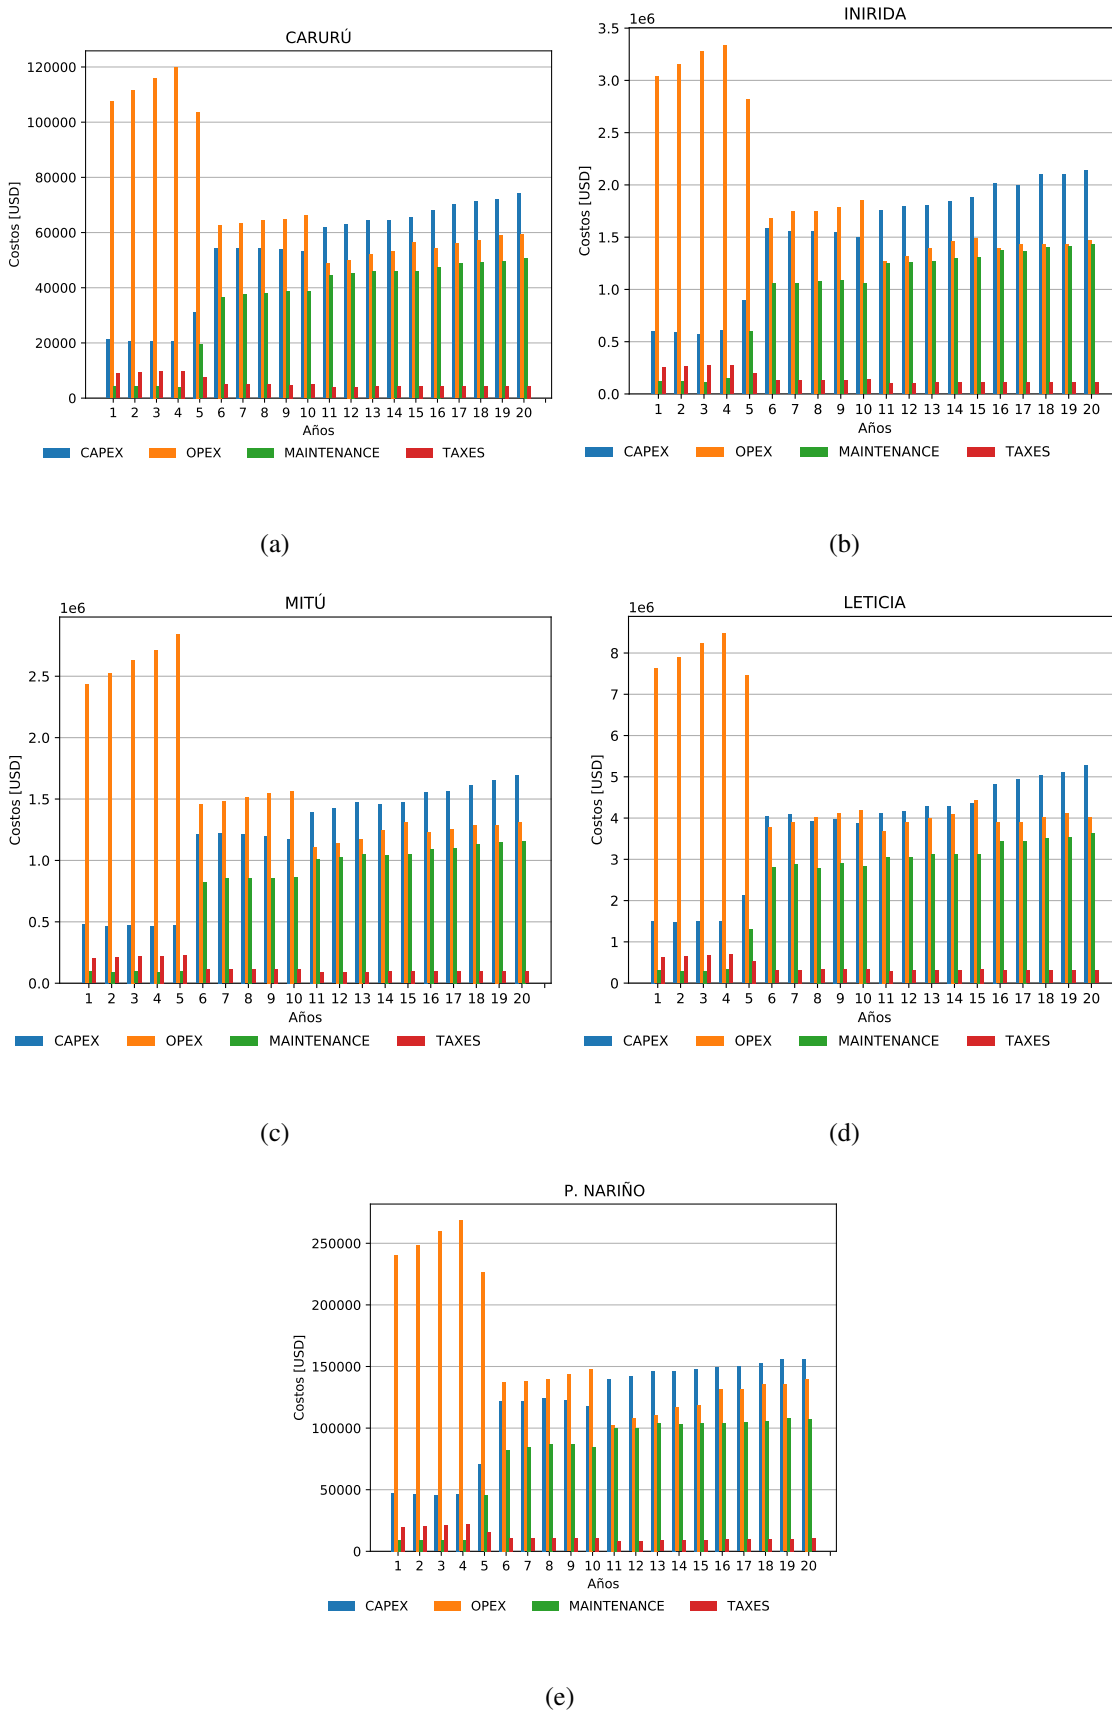 CARURÚ
120000
100000
80000
60000
40000
20000
0
Costos [USD]
1 2 3 4 5 6 7 8 9 10 11 12 13 14 15 16 17 18 19 20
Años
CAPEX OPEX MAINTENANCE TAXES
(a)
INIRIDA
1e6
3.5
3.0
2.5
2.0
1.5
1.0
0.5
0.0
Costos [USD]
1 2 3 4 5 6 7 8 9 10 11 12 13 14 15 16 17 18 19 20
Años
CAPEX OPEX MAINTENANCE TAXES
(b)
MITÚ
1e6
2.5
2.0
1.5
1.0
0.5
0.0
Costos [USD]
1 2 3 4 5 6 7 8 9 10 11 12 13 14 15 16 17 18 19 20
Años
CAPEX OPEX MAINTENANCE TAXES
(c)
LETICIA
1e6
8
7
6
5
4
3
2
1
0
Costos [USD]
1 2 3 4 5 6 7 8 9 10 11 12 13 14 15 16 17 18 19 20
Años
CAPEX OPEX MAINTENANCE TAXES
(d)
P. NARIÑO
250000
200000
150000
100000
50000
0
Costos [USD]
1 2 3 4 5 6 7 8 9 10 11 12 13 14 15 16 17 18 19 20
Años
CAPEX OPEX MAINTENANCE TAXES
(e)